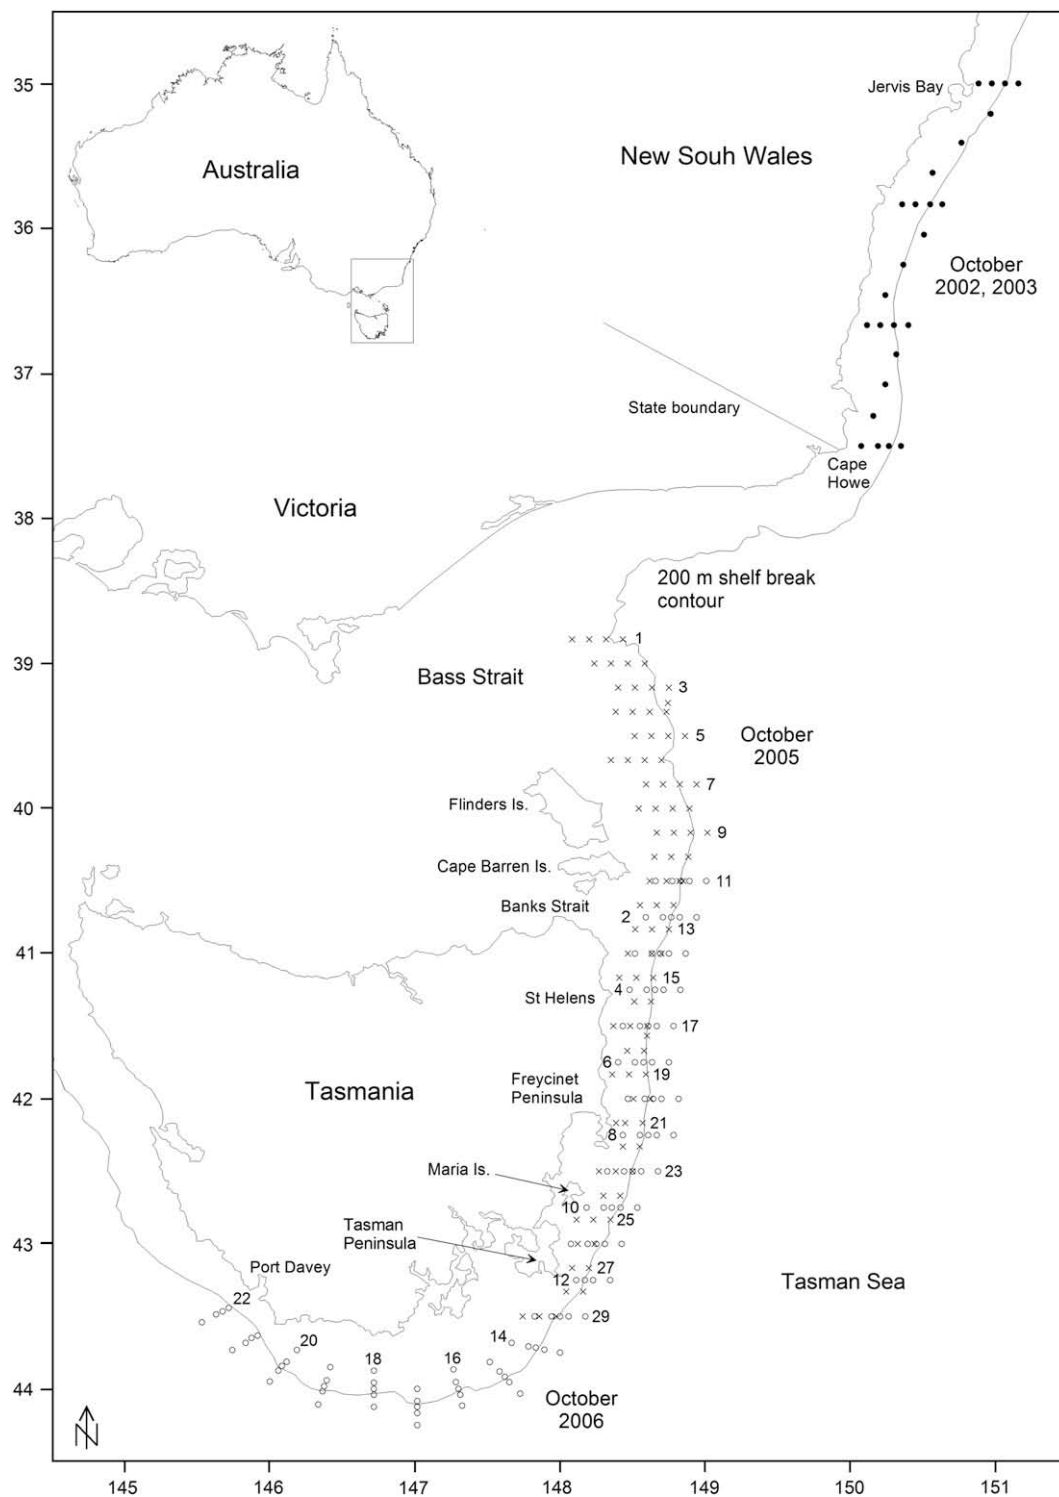 35
Jervis Bay
New Souh Wales
Australia
36
October
2002, 2003
37
State boundary
Cape
Howe
Victoria
38
200 m shelf break
contour
1
39
Bass Strait
3
5
October
2005
7
40
Flinders Is.
9
Cape Barren Is.
11
Banks Strait
2
13
41
15
4
St Helens
17
6
19
Freycinet
Peninsula
Tasmania
42
21
8
Maria Is.
23
10
25
Tasman
Peninsula
43
27
Port Davey
12
Tasman Sea
22
29
20
14
18
16
44
October
2006
N
145
146
147
148
149
150
151